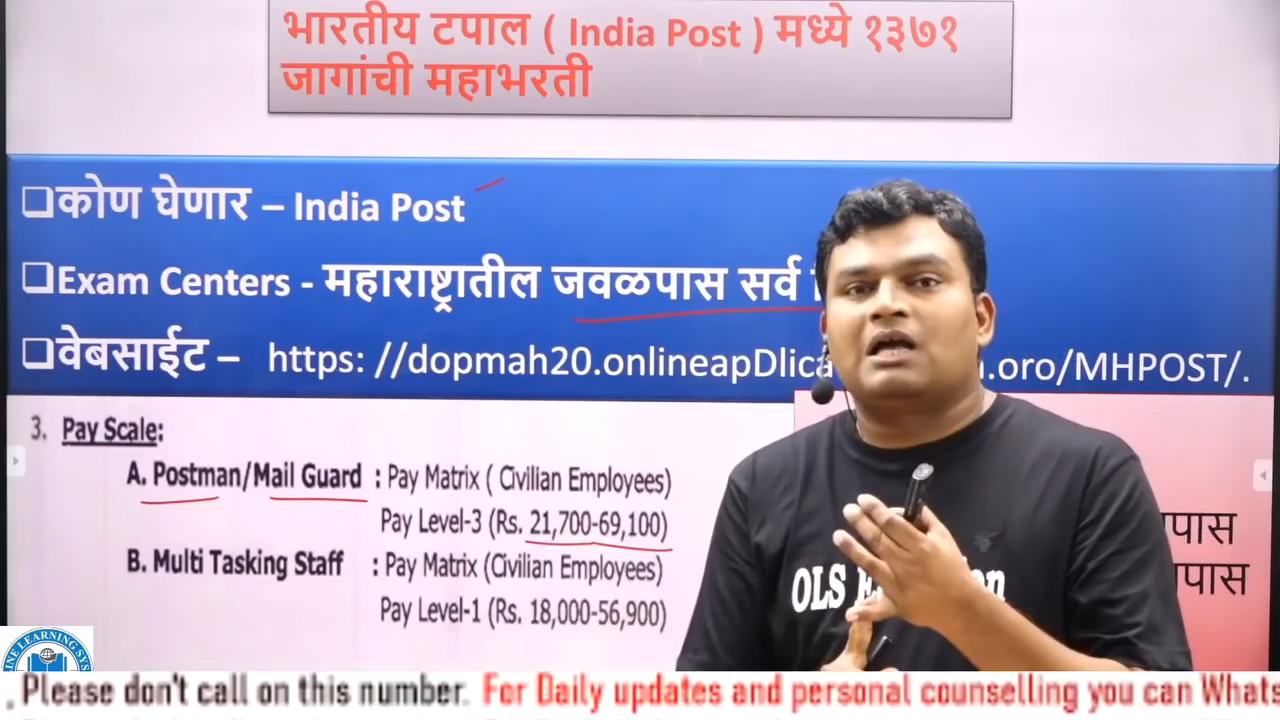 भारतीय टपाल ( India Post ) मध्ये १३७१
जागांची महाभरती
❑कोण घेणार – India Post
❑Exam Centers - महाराष्ट्रातील जवळपास सर्व
❑वेबसाईट – https: //dopmah20.onlineapDlica .oro/MHPOST/.
3. Pay Scale:
A. Postman/Mail Guard : Pay Matrix ( Civilian Employees)
Pay Level-3 (Rs. 21,700-69,100)
B. Multi Tasking Staff : Pay Matrix (Civilian Employees)
Pay Level-1 (Rs. 18,000-56,900)
पास
पास
OLS
LEARNING
, Please don't call on this number. For Daily updates and personal counselling you can Whats